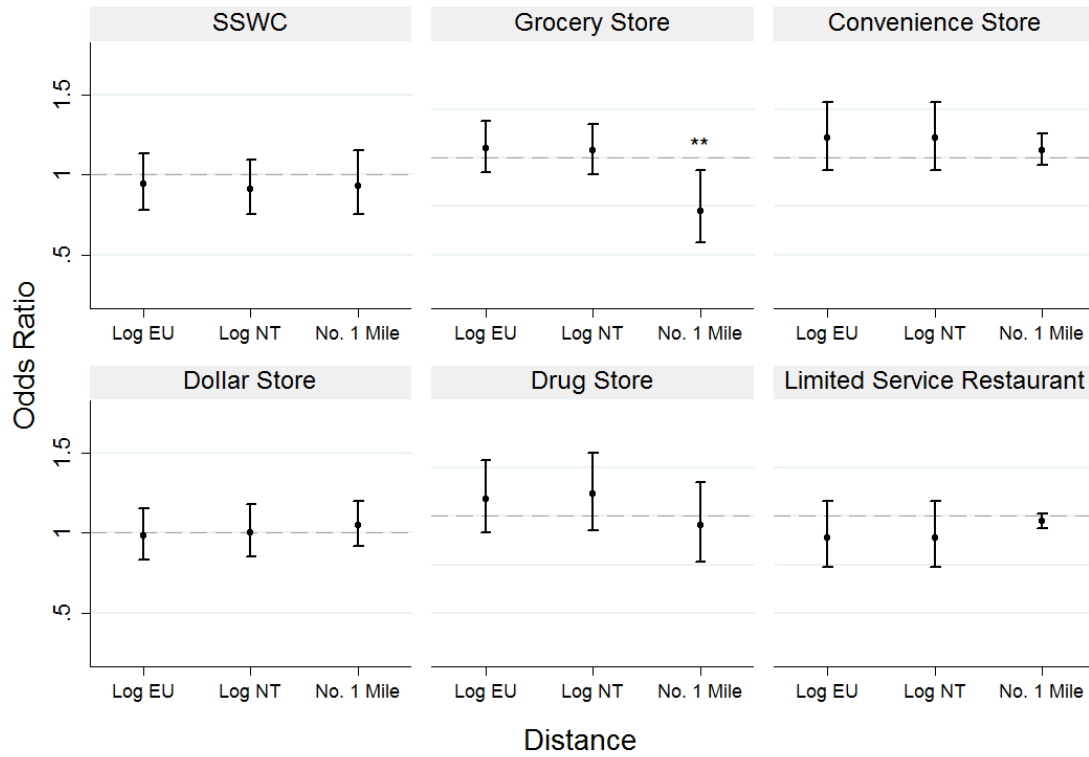 SSWC
Grocery Store
Convenience Store
1.5
1
.5
**
Log EU
Log NT
No. 1 Mile
Log EU
Log NT
No. 1 Mile
Log EU
Log NT
No. 1 Mile
Odds Ratio
Dollar Store
Drug Store
Limited Service Restaurant
1.5
1
.5
Log EU
Log NT
No. 1 Mile
Log EU
Log NT
No. 1 Mile
Log EU
Log NT
No. 1 Mile
Distance